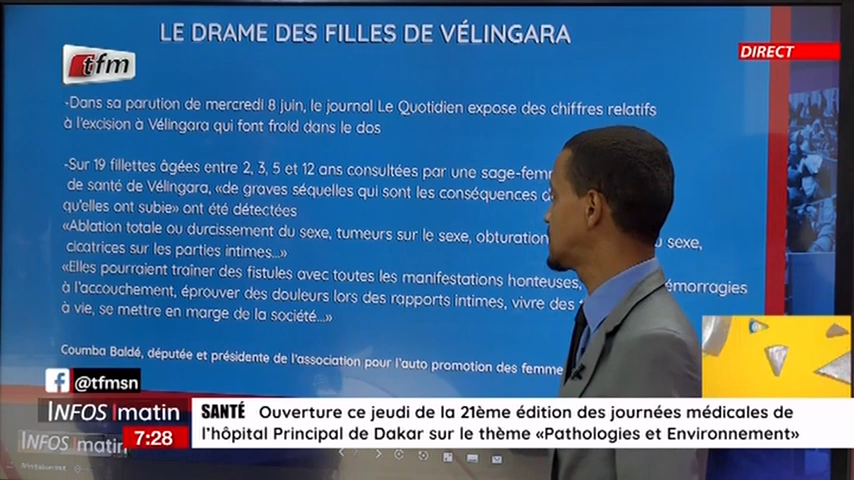 LE DRAME DES FILLES DE VÉLINGARA
tfm
DIRECT
-Dans sa parution de mercredi 8 juin, le journal Le Quotidien expose des chiffres relatifs
à l'excision à Vélingara qui font froid dans le dos
-Sur 19 fillettes âgées entre 2, 3, 5 et 12 ans consultées par une sage-fem
de santé de Vélingara, «de graves séquelles qui sont les conséquences d
qu'elles ont subie» ont été détectées
«Ablation totale ou durcissement du sexe, tumeurs sur le sexe, obturation sexe,
cicatrices sur les parties intimes...»
«Elles pourraient traîner des fistules avec toutes les manifestations honteuses, émorragies
à l'accouchement, éprouver des douleurs lors des rapports intimes, vivre des
à vie, se mettre en marge de la société...»
Coumba Baldé, députée et présidente de l'association pour l'auto promotion des femme
@tfmsn
INFOS matin
7:28
SANTÉ Ouverture ce jeudi de la 21ème édition des journées médicales de
l'hôpital Principal de Dakar sur le thème «Pathologies et Environnement»
INFOS matin